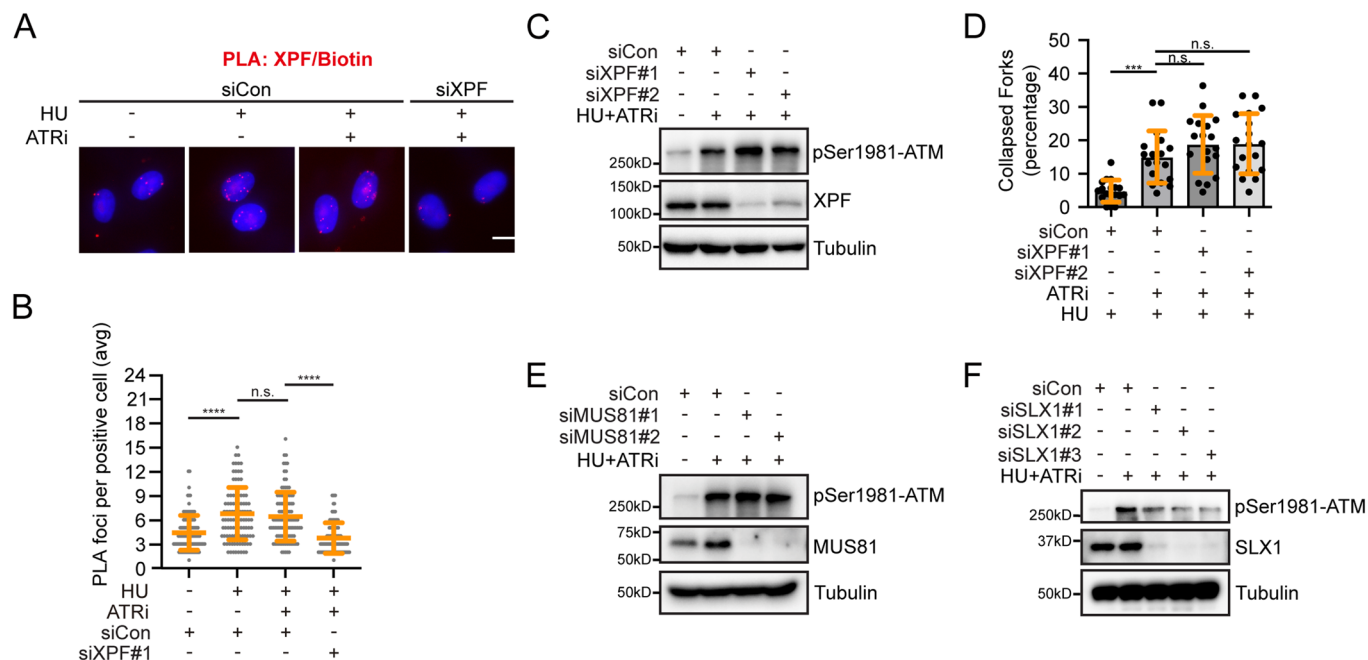 A
PLA: XPF/Biotin
siCon siXPF
HU - + + +
ATRi - - + +
B
PLA foci per positive cell (avg)
24
21
18
15
12
9
6
3
0
**** n.s. ****
HU - + + +
ATRi - - + +
siCon + + + -
siXPF#1 - - - +
C
siCon + + - -
siXPF#1 - - + -
siXPF#2 - - - +
HU+ATRi - + + +
250kD pSer1981-ATM
150kD
100kD XPF
50kD Tubulin
D
Collapsed Forks
(percentage)
50
40
30
20
10
0
n.s.
*** n.s.
siCon + + - -
siXPF#1 - - + -
siXPF#2 - - - +
ATRi - + + +
HU + + + +
E
siCon + + - -
siMUS81#1 - - + -
siMUS81#2 - - - +
HU+ATRi - + + +
250kD pSer1981-ATM
75kD
50kD MUS81
50kD Tubulin
F
siCon + + - - -
siSLX1#1 - - + - -
siSLX1#2 - - - + -
siSLX1#3 - - - - +
HU+ATRi - + + + +
250kD pSer1981-ATM
37kD SLX1
50kD Tubulin